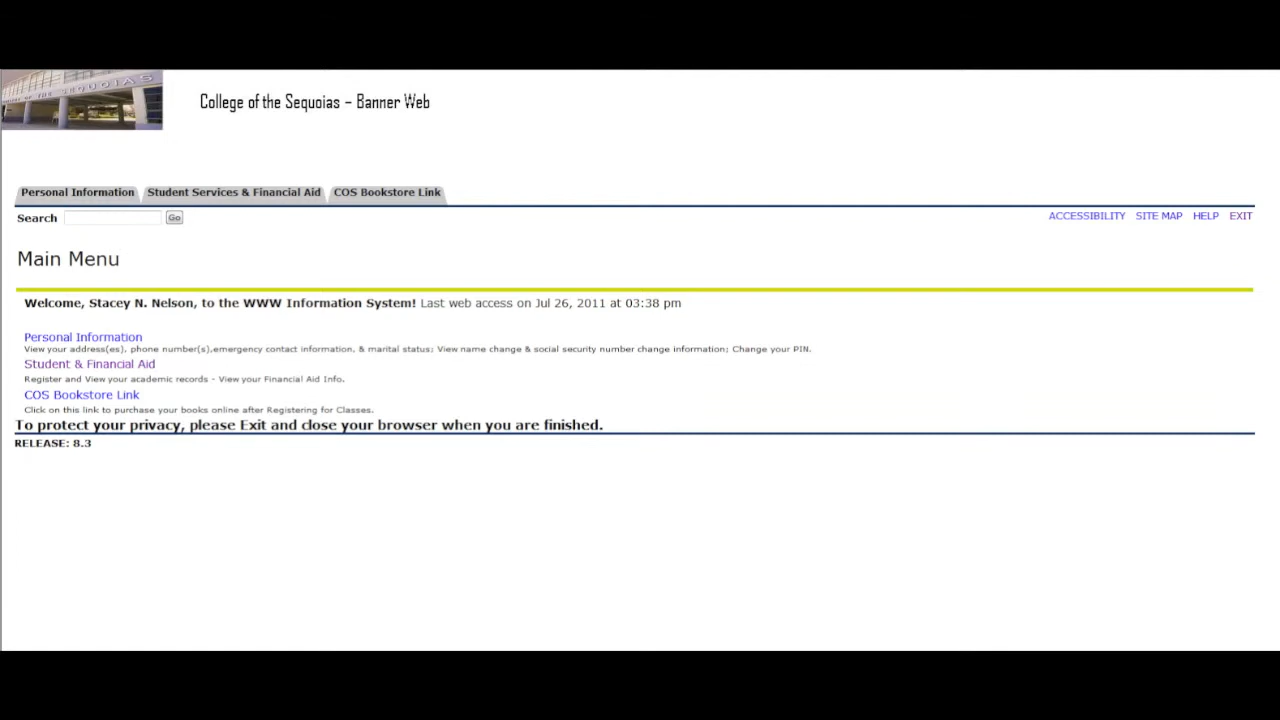 College of the Sequoias – Banner Web
Personal Information Student Services & Financial Aid COS Bookstore Link
Search Go ACCESSIBILITY SITE MAP HELP EXIT
Main Menu
Welcome, Stacey N. Nelson, to the WWW Information System! Last web access on Jul 26, 2011 at 03:38 pm
Personal Information
View your address(es), phone number(s),emergency contact information, & marital status; View name change & social security number change information; Change your PIN.
Student & Financial Aid
Register and View your academic records - View your Financial Aid Info.
COS Bookstore Link
Click on this link to purchase your books online after Registering for Classes.
To protect your privacy, please Exit and close your browser when you are finished.
RELEASE: 8.3